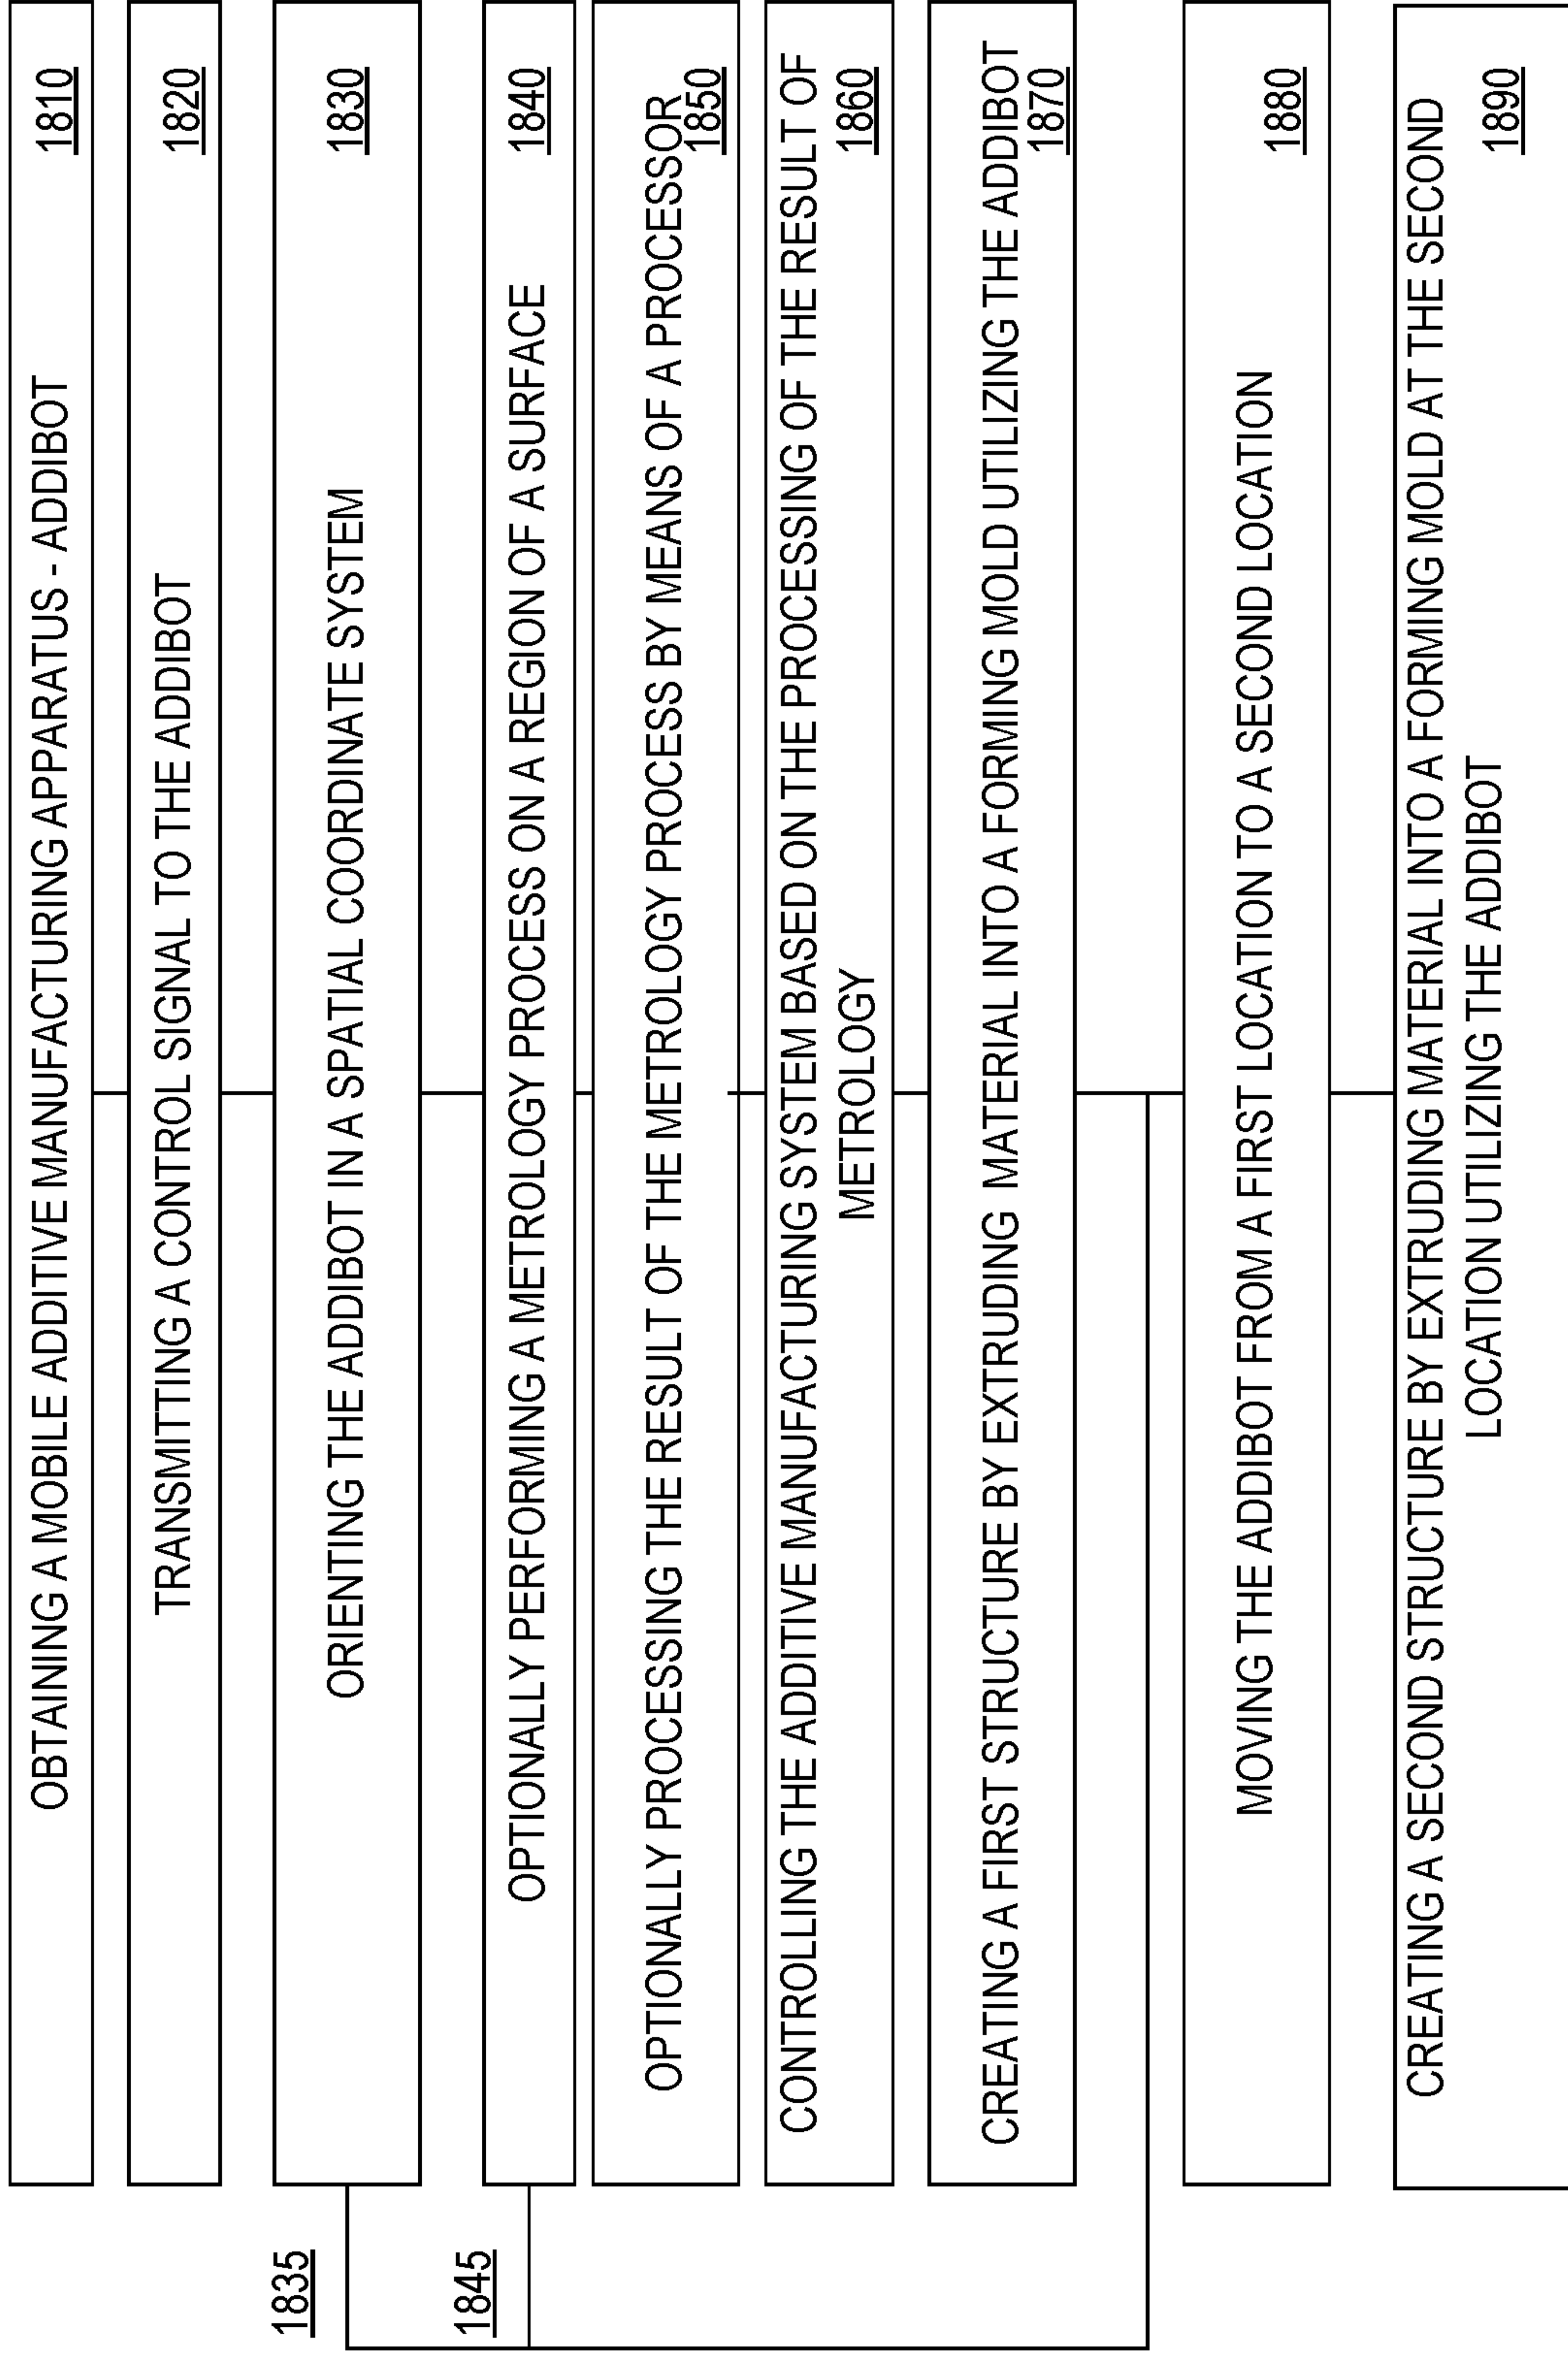 OBTAINING A MOBILE ADDITIVE MANUFACTURING APPARATUS - ADDIBOT
1810
TRANSMITTING A CONTROL SIGNAL TO THE ADDIBOT
1820
ORIENTING THE ADDIBOT IN A SPATIAL COORDINATE SYSTEM
1830
1835
OPTIONALLY PERFORMING A METROLOGY PROCESS ON A REGION OF A SURFACE
1840
1845
OPTIONALLY PROCESSING THE RESULT OF THE METROLOGY PROCESS BY MEANS OF A PROCESSOR
1850
CONTROLLING THE ADDITIVE MANUFACTURING SYSTEM BASED ON THE PROCESSING OF THE RESULT OF
METROLOGY
1860
CREATING A FIRST STRUCTURE BY EXTRUDING MATERIAL INTO A FORMING MOLD UTILIZING THE ADDIBOT
1870
MOVING THE ADDIBOT FROM A FIRST LOCATION TO A SECOND LOCATION
1880
CREATING A SECOND STRUCTURE BY EXTRUDING MATERIAL INTO A FORMING MOLD AT THE SECOND
LOCATION UTILIZING THE ADDIBOT
1890